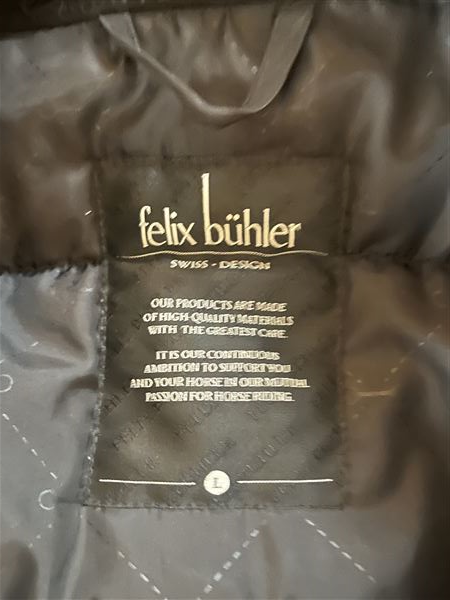 felix bühler
SWISS - DESIGN
OUR PRODUCTS ARE MADE
OF HIGH-QUALITY MATERIALS
WITH THE GREATEST CARE.
IT IS OUR CONTINUOUS
AMBITION TO SUPPORT YOU
AND YOUR HORSE IN OUR MUTUAL
PASSION FOR HORSE RIDING.
L